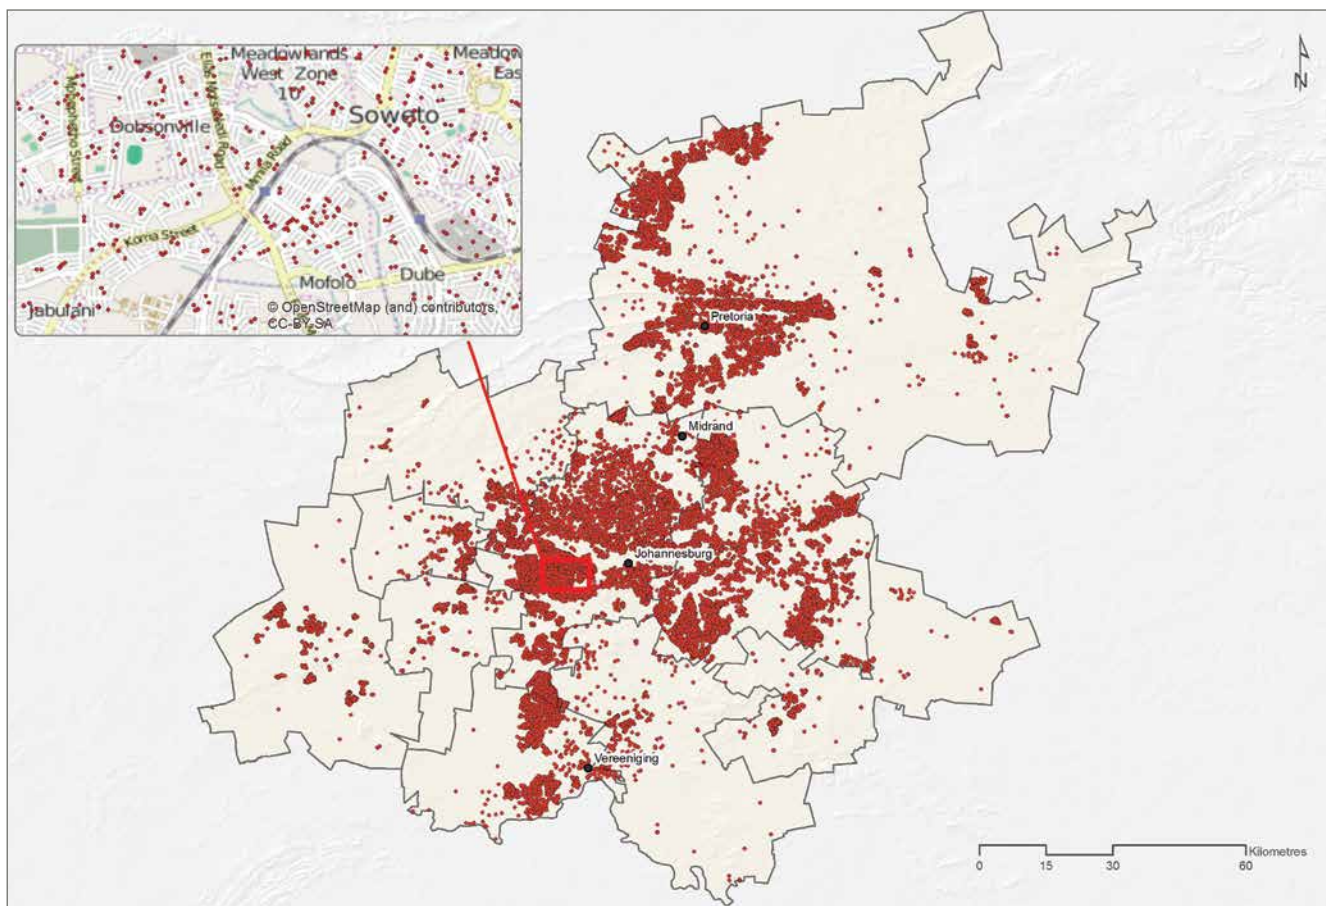 Meadowlands
West Zone
10
Meadow
Eas
Soweto
Dobsonville
Koma Street
Mofolo
Dube
Jabulani
© OpenStreetMap (and) contributors,
CC-BY-SA
N
Pretoria
Midrand
Johannesburg
Vereeniging
Kilometres
0 15 30 60